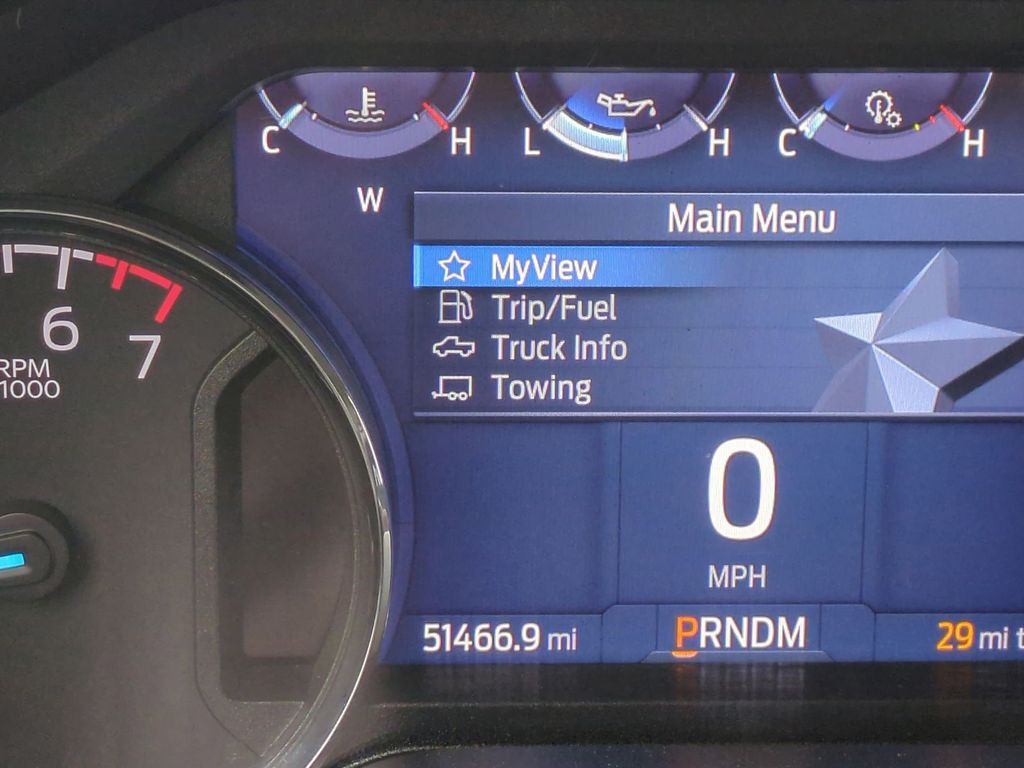 C H L H C H
W
Main Menu
MyView
Trip/Fuel
Truck Info
Towing
6
7
RPM
1000
0
MPH
51466.9 mi
PRNDM
29 mi t